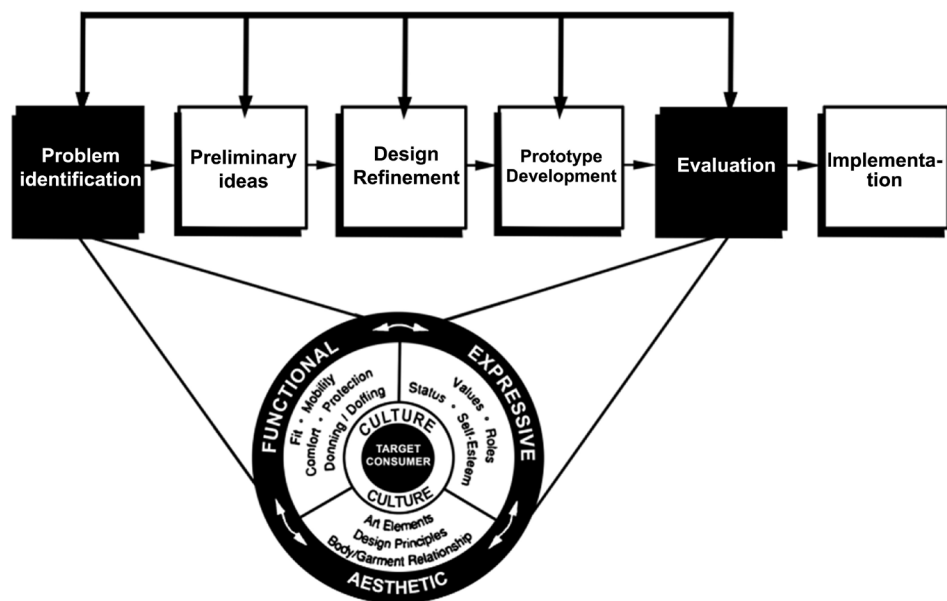 Problem
identification
Preliminary
ideas
Design
Refinement
Prototype
Development
Evaluation
Implementa-
tion
FUNCTIONAL
EXPRESSIVE
AESTHETIC
Fit • Mobility
Comfort • Protection
Donning / Doffing
Values • Roles
Status • Self-Esteem
CULTURE
TARGET
CONSUMER
CULTURE
Art Elements
Design Principles
Body/Garment Relationship